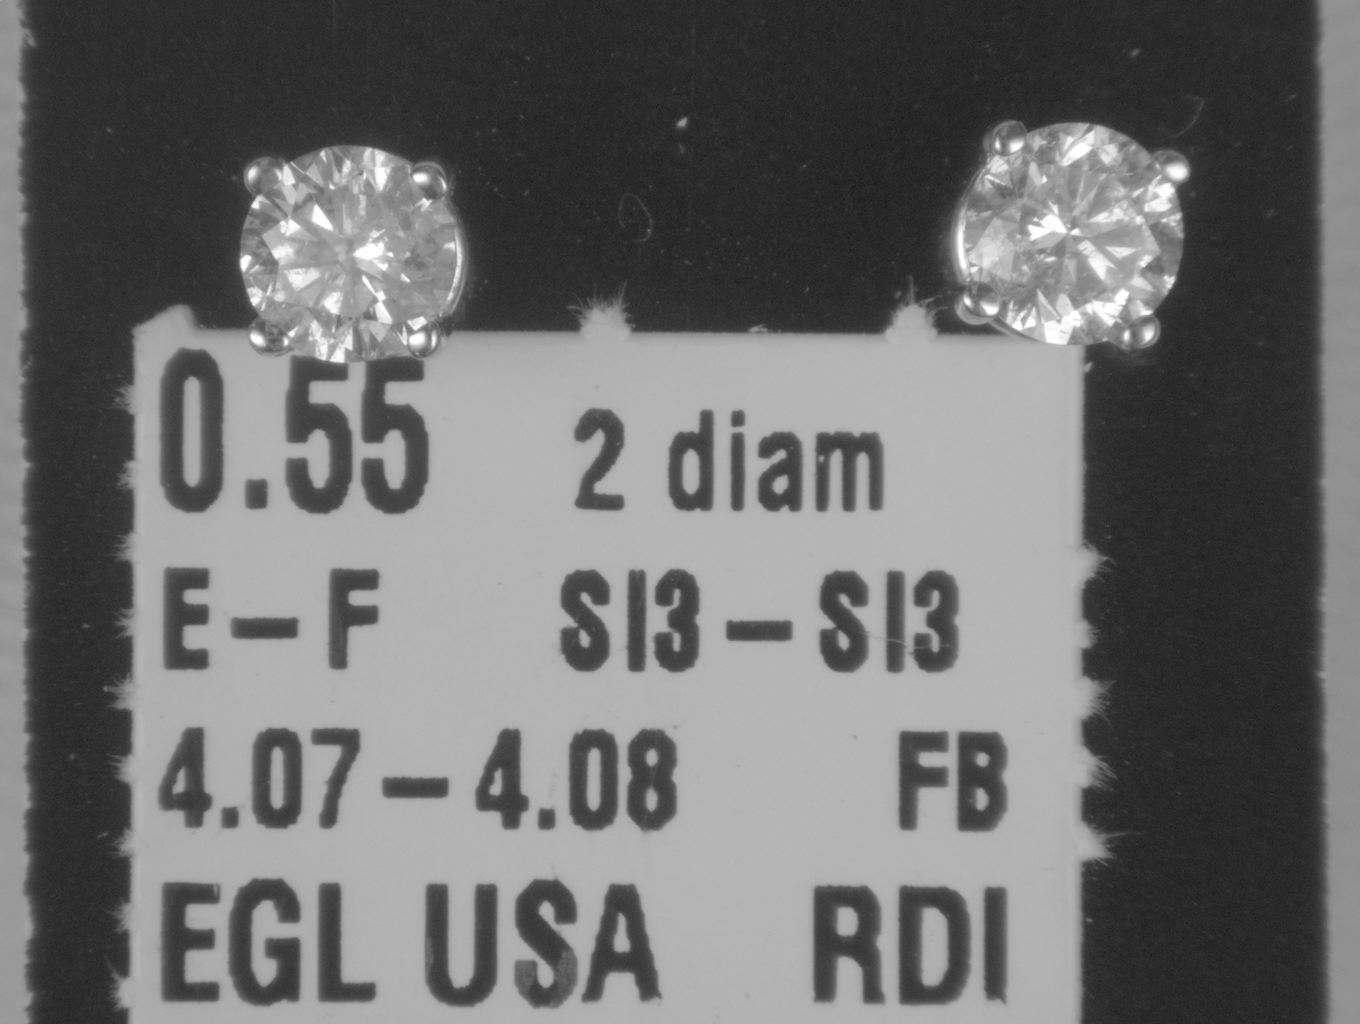 0.55 2 diam
E-F SI3-SI3
4.07-4.08 FB
EGL USA RDI